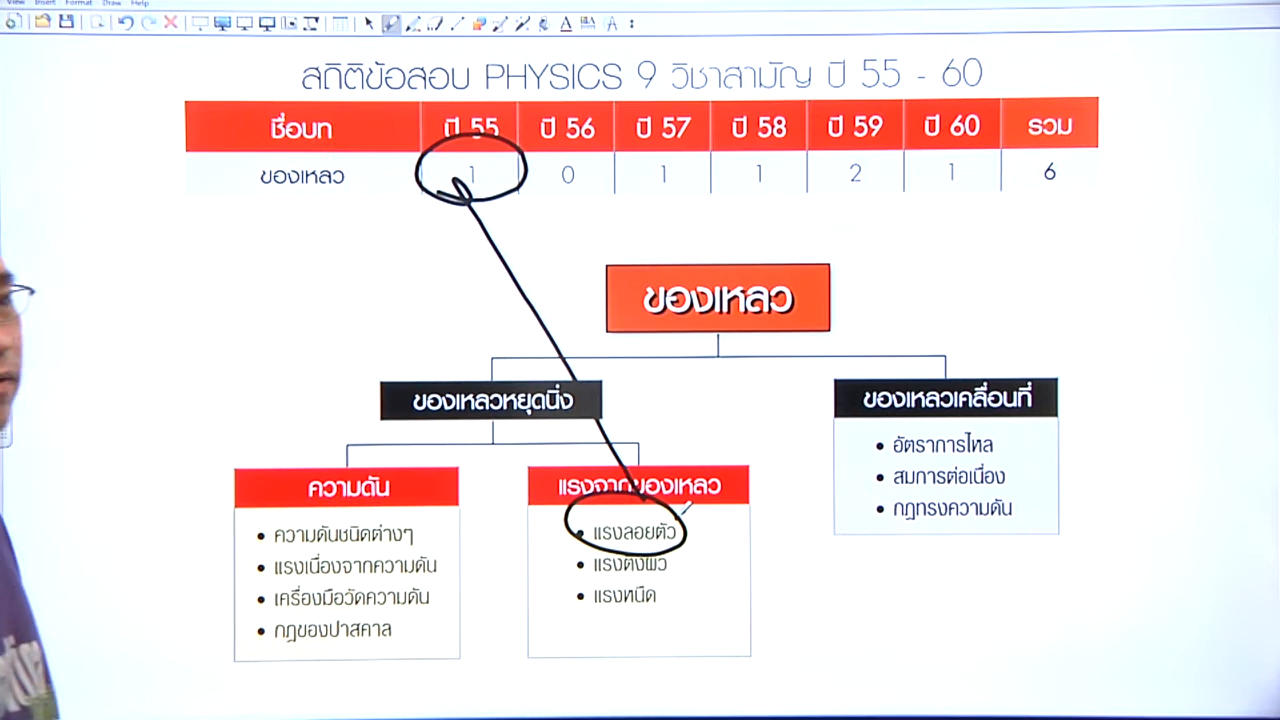 View Insert Format Draw Help
สถิติข้อสอบ PHYSICS 9 วิชาสามัญ ปี 55 - 60
ชื่อบท ปี 55 ปี 56 ปี 57 ปี 58 ปี 59 ปี 60 รวม
ของเหลว 1 0 1 1 2 1 6
ของเหลว
ของเหลวหยุดนิ่ง
ของเหลวเคลื่อนที่
• อัตราการไหล
• สมการต่อเนื่อง
• กฎทรงความดัน
ความดัน
• ความดันชนิดต่างๆ
• แรงเนื่องจากความดัน
• เครื่องมือวัดความดัน
• กฎของปาสคาล
แรงจากของเหลว
• แรงลอยตัว
• แรงตึงผิว
• แรงหนืด